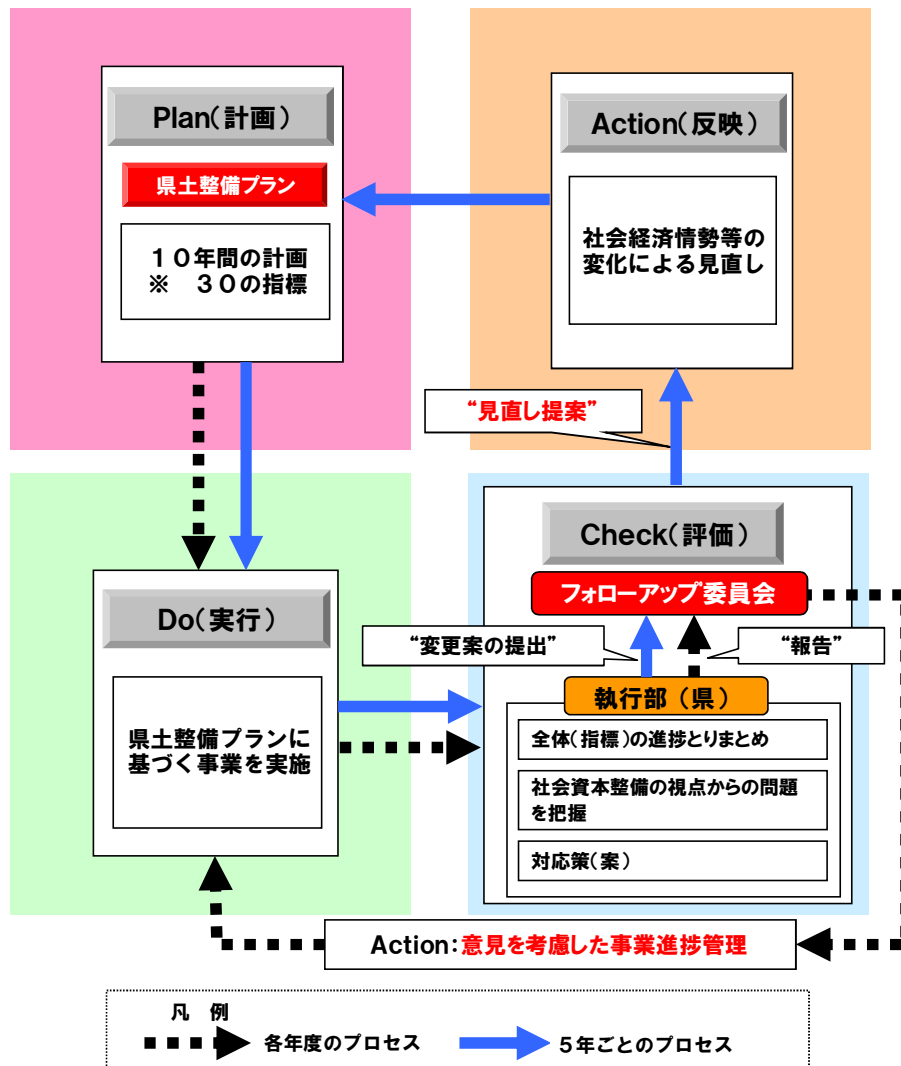 Plan(計画)
県土整備プラン
１０年間の計画
※　３０の指標
Action(反映)
社会経済情勢等の
変化による見直し
“見直し提案”
Check(評価)
フォローアップ委員会
“変更案の提出”
“報告”
執行部（県）
全体(指標)の進捗とりまとめ
社会資本整備の視点からの問題
を把握
対応策(案)
Do(実行)
県土整備プランに
基づく事業を実施
Action:意見を考慮した事業進捗管理
凡　例
各年度のプロセス
５年ごとのプロセス